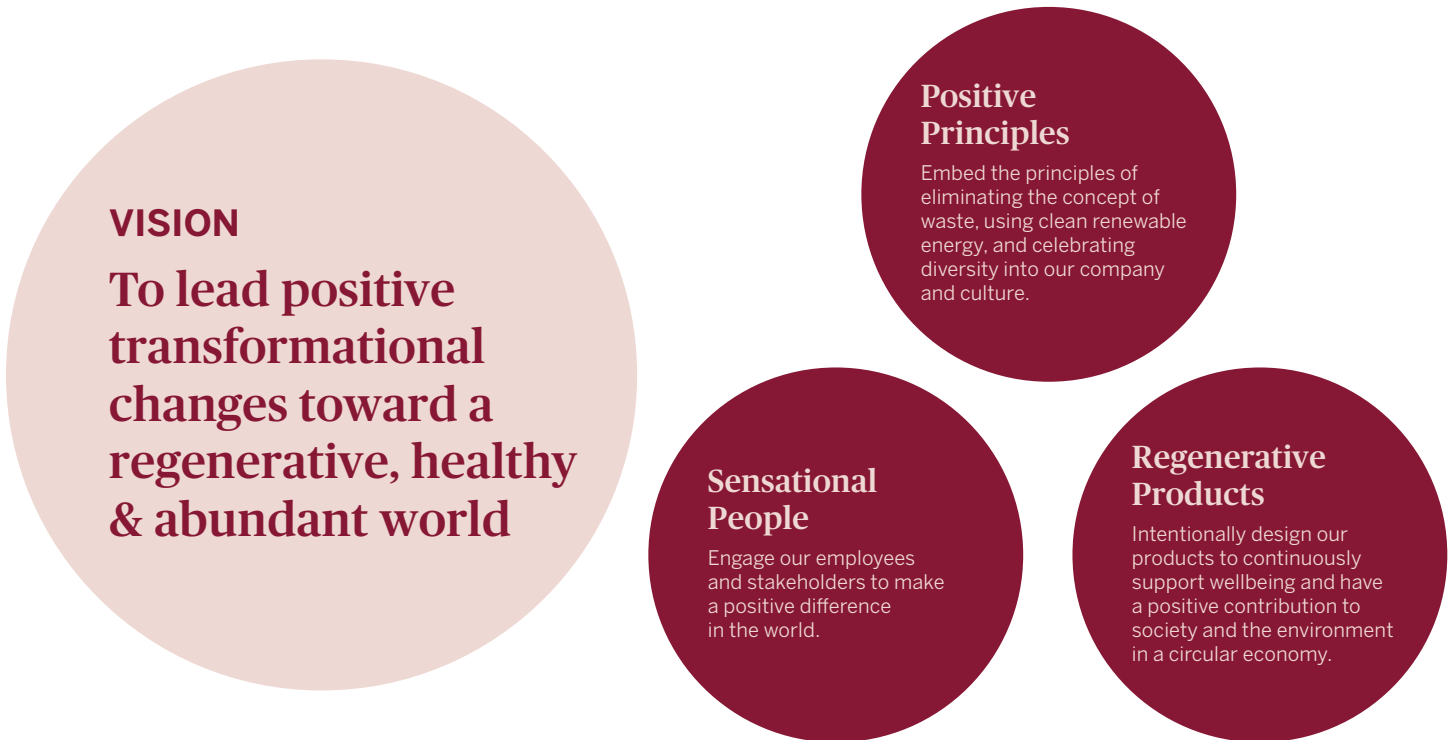 VISION
To lead positive
transformational
changes toward a
regenerative, healthy
& abundant world
Positive
Principles
Embed the principles of
eliminating the concept of
waste, using clean renewable
energy, and celebrating
diversity into our company
and culture.
Sensational
People
Engage our employees
and stakeholders to make
a positive difference
in the world.
Regenerative
Products
Intentionally design our
products to continuously
support wellbeing and have
a positive contribution to
society and the environment
in a circular economy.